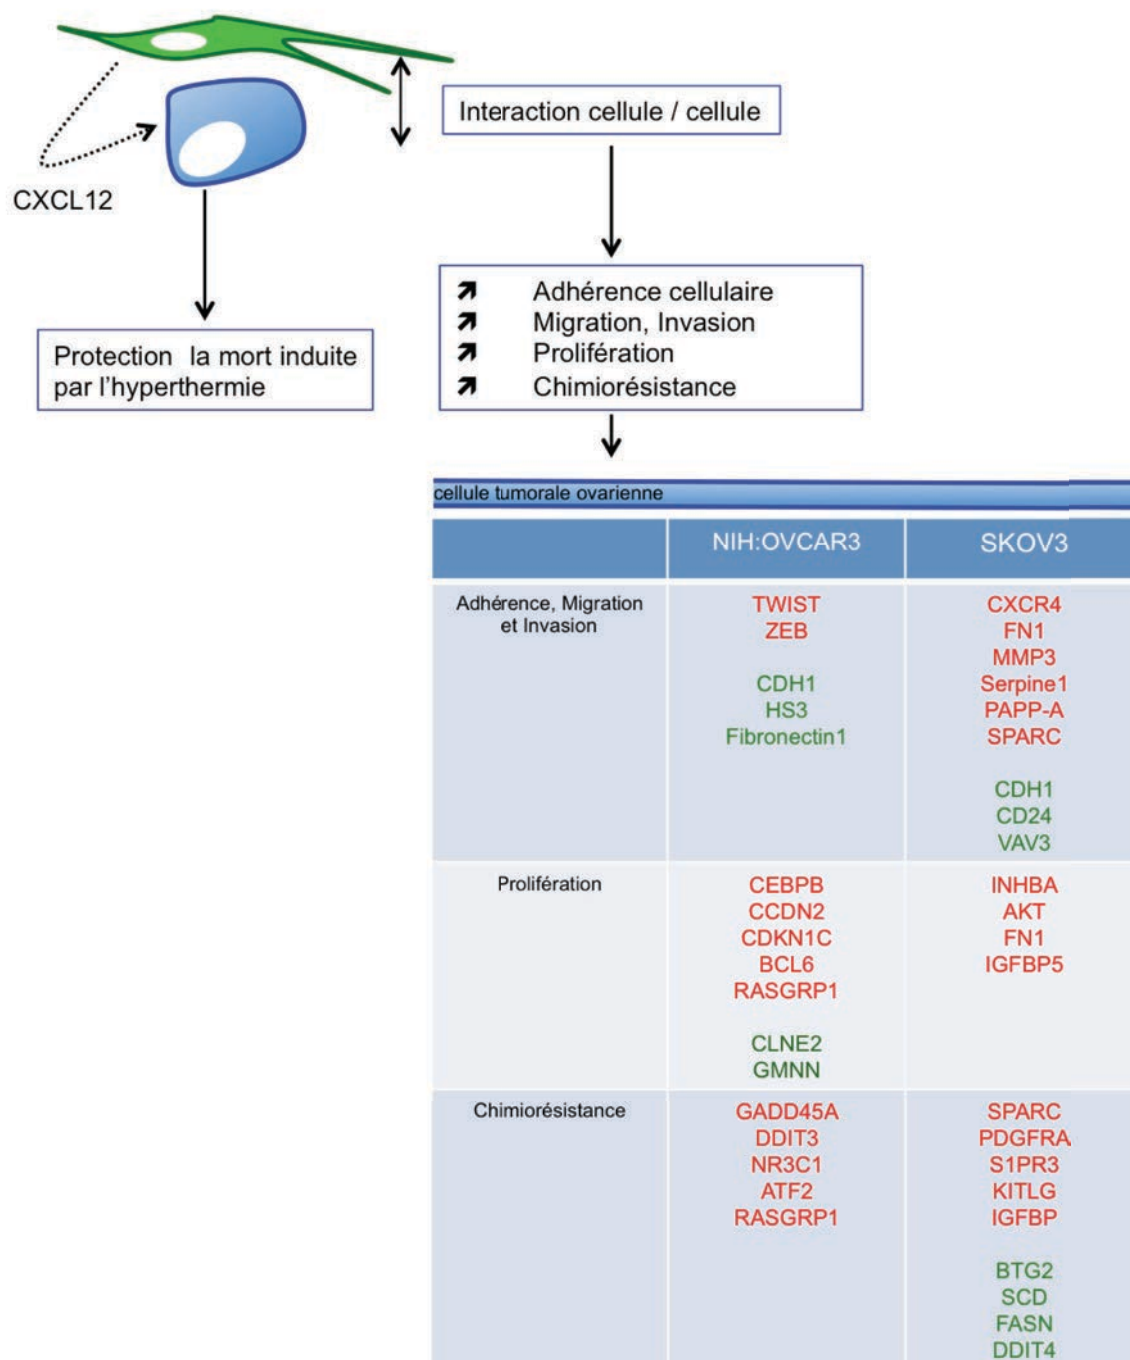 Interaction cellule / cellule
CXCL12
Protection  la mort induite
par l'hyperthermie
Adhérence cellulaire
Migration, Invasion
Prolifération
Chimiorésistance
cellule tumorale ovarienne
NIH:OVCAR3
SKOV3
Adhérence, Migration
et Invasion
TWIST
ZEB
CDH1
HS3
Fibronectin1
CXCR4
FN1
MMP3
Serpine1
PAPP-A
SPARC
CDH1
CD24
VAV3
Prolifération
CEBPB
CCDN2
CDKN1C
BCL6
RASGRP1
CLNE2
GMNN
INHBA
AKT
FN1
IGFBP5
Chimiorésistance
GADD45A
DDIT3
NR3C1
ATF2
RASGRP1
SPARC
PDGFRA
S1PR3
KITLG
IGFBP
BTG2
SCD
FASN
DDIT4